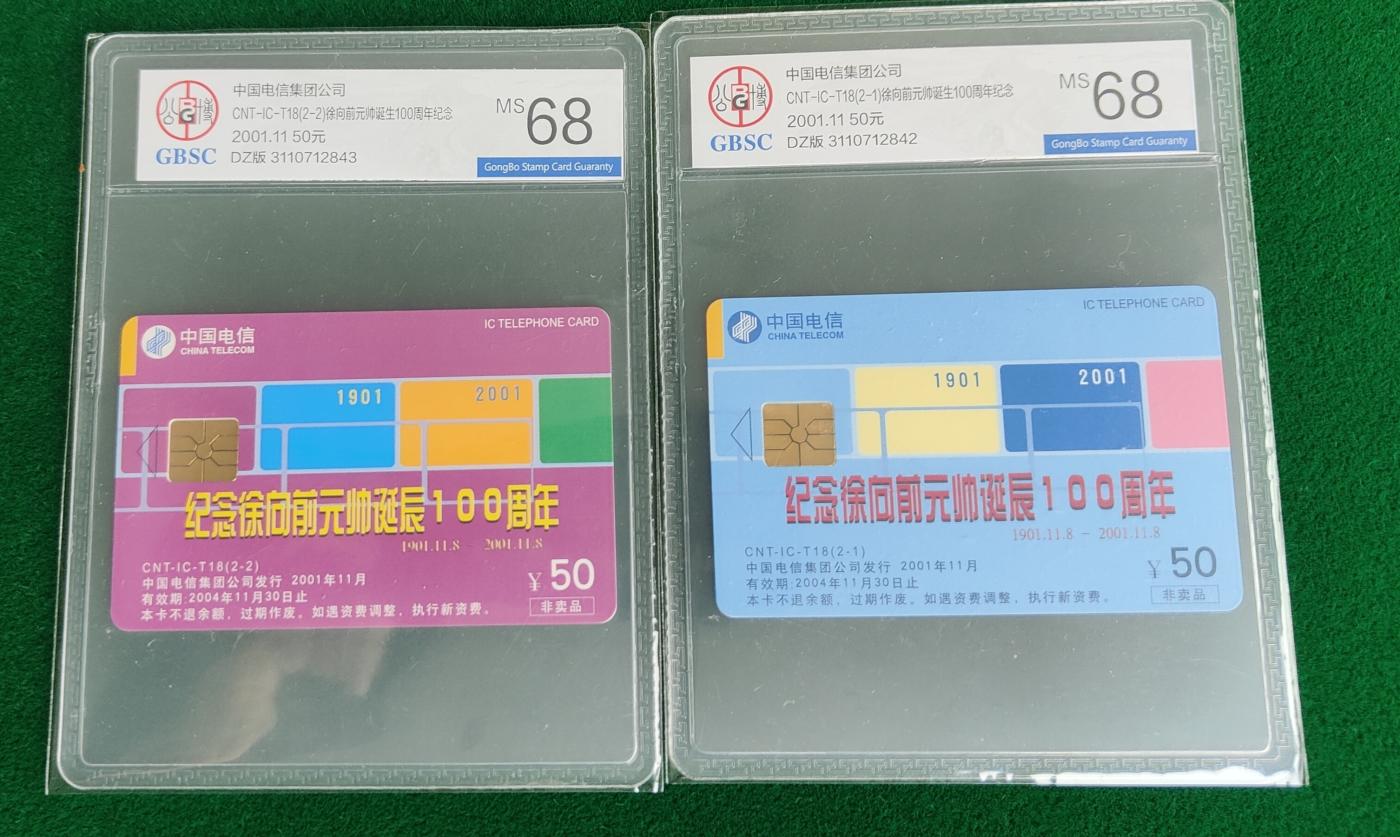 中国电信集团公司
CNT-IC-T18(2-2)徐向前元帅诞生100周年纪念
2001.11 50元
DZ版 3110712843
GBSC
MS 68
GongBo Stamp Card Guaranty
中国电信
CHINA TELECOM
IC TELEPHONE CARD
1901
2001
纪念徐向前元帅诞辰100周年
1901.11.8 - 2001.11.8
CNT-IC-T18(2-2)
中国电信集团公司发行 2001年11月
有效期:2004年11月30日止
本卡不退余额，过期作废。如遇资费调整，执行新资费。
¥ 50
非卖品
中国电信集团公司
CNT-IC-T18(2-1)徐向前元帅诞生100周年纪念
2001.11 50元
DZ版 3110712842
GBSC
MS 68
GongBo Stamp Card Guaranty
中国电信
CHINA TELECOM
IC TELEPHONE CARD
1901
2001
纪念徐向前元帅诞辰100周年
1901.11.8 - 2001.11.8
CNT-IC-T18(2-1)
中国电信集团公司发行 2001年11月
有效期:2004年11月30日止
本卡不退余额，过期作废。如遇资费调整，执行新资费。
¥ 50
非卖品